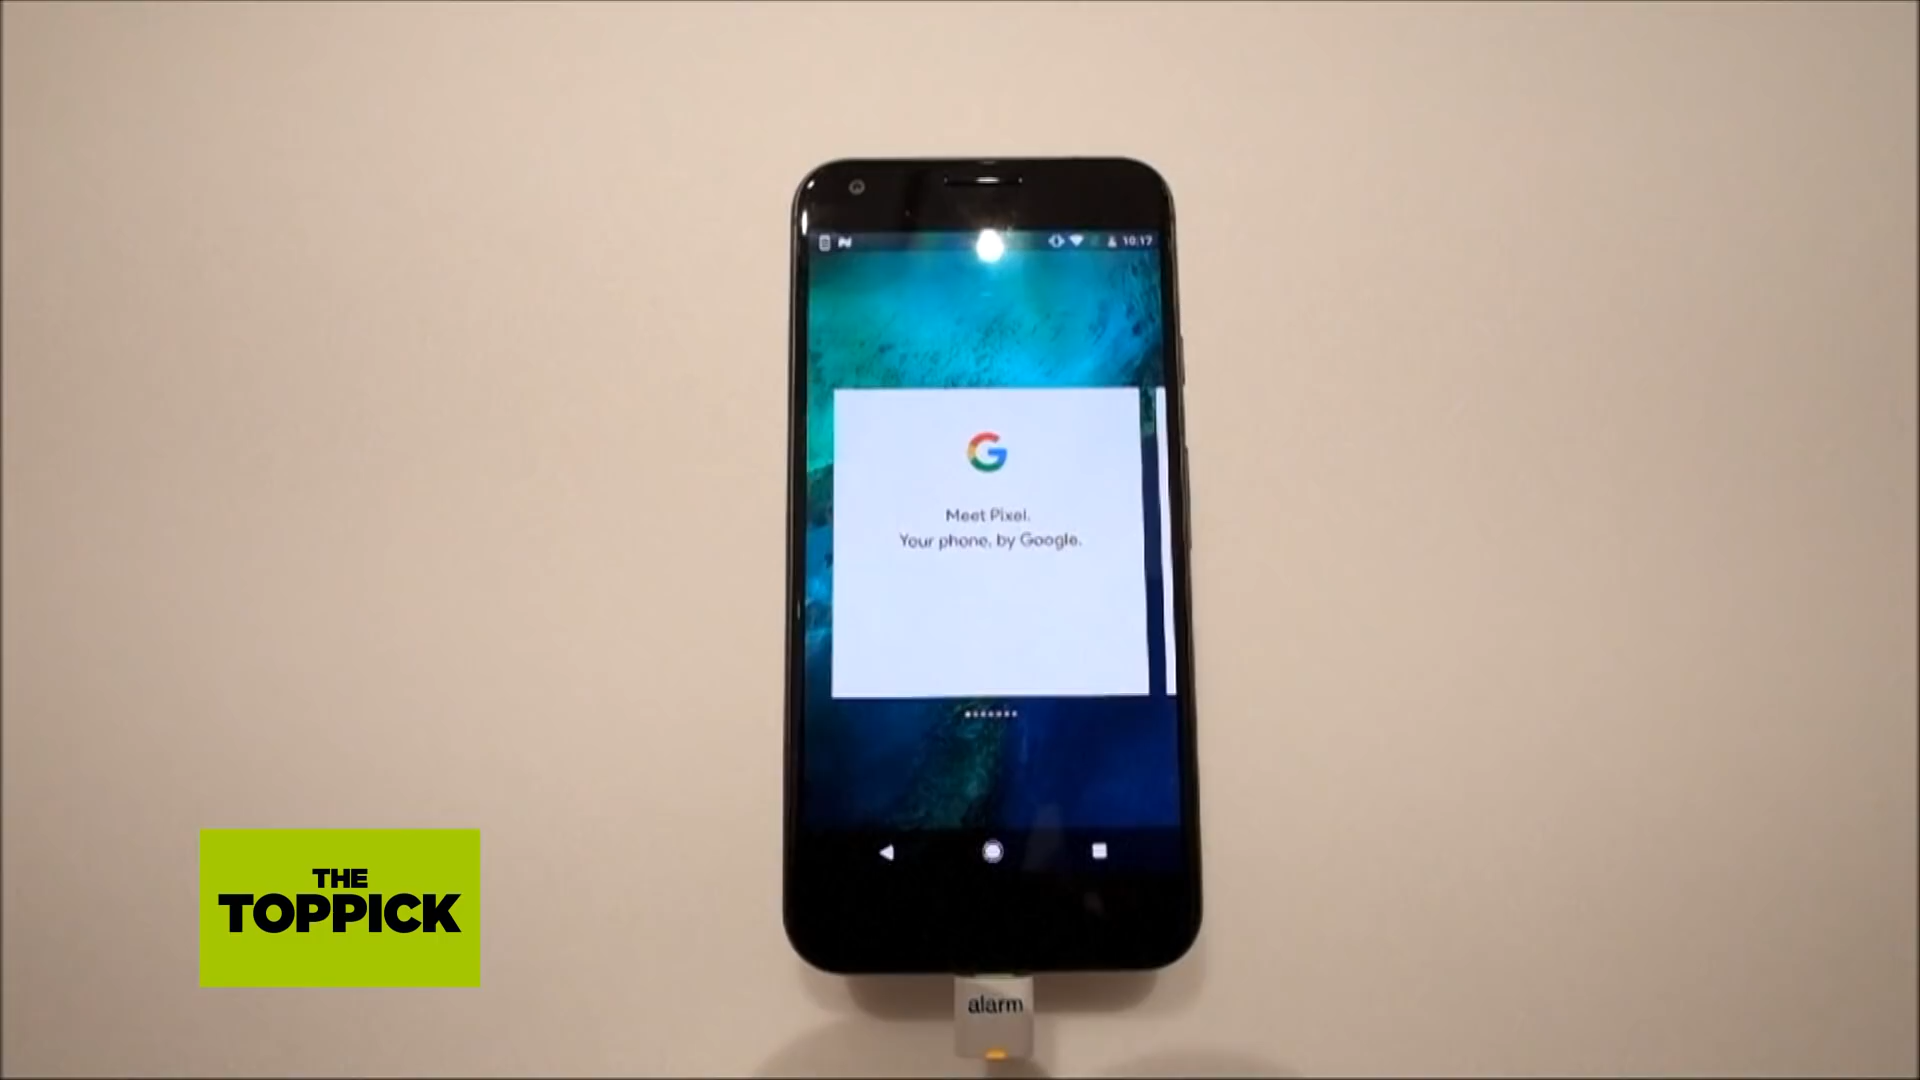 10:17
G
Meet Pixel.
Your phone, by Google.
THE
TOPPICK
alarm